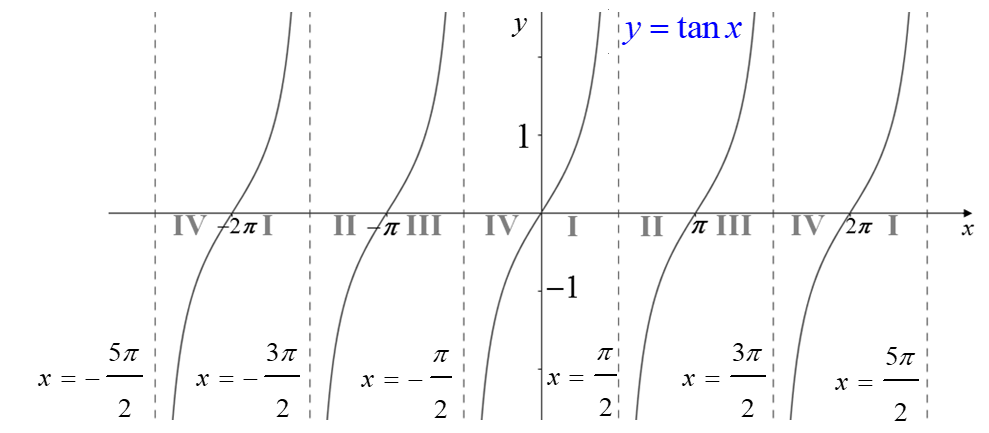 y y = tan x
1
IV −2π I II −π III IV I II π III IV 2π I x
−1
x = −5π/2 x = −3π/2 x = −π/2 x = π/2 x = 3π/2 x = 5π/2